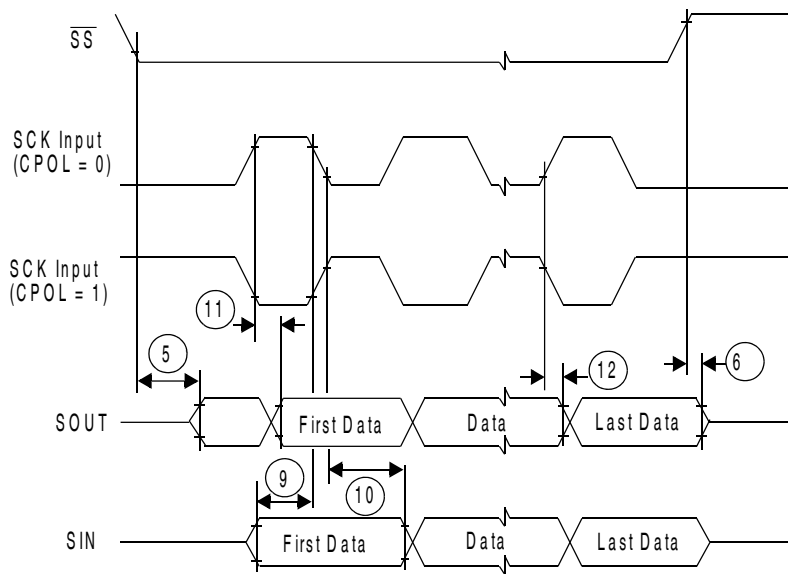 SS
SCK Input
(CPOL = 0)
SCK Input
(CPOL = 1)
11
5
12
6
SOUT
First Data
Data
Last Data
9
10
SIN
First Data
Data
Last Data